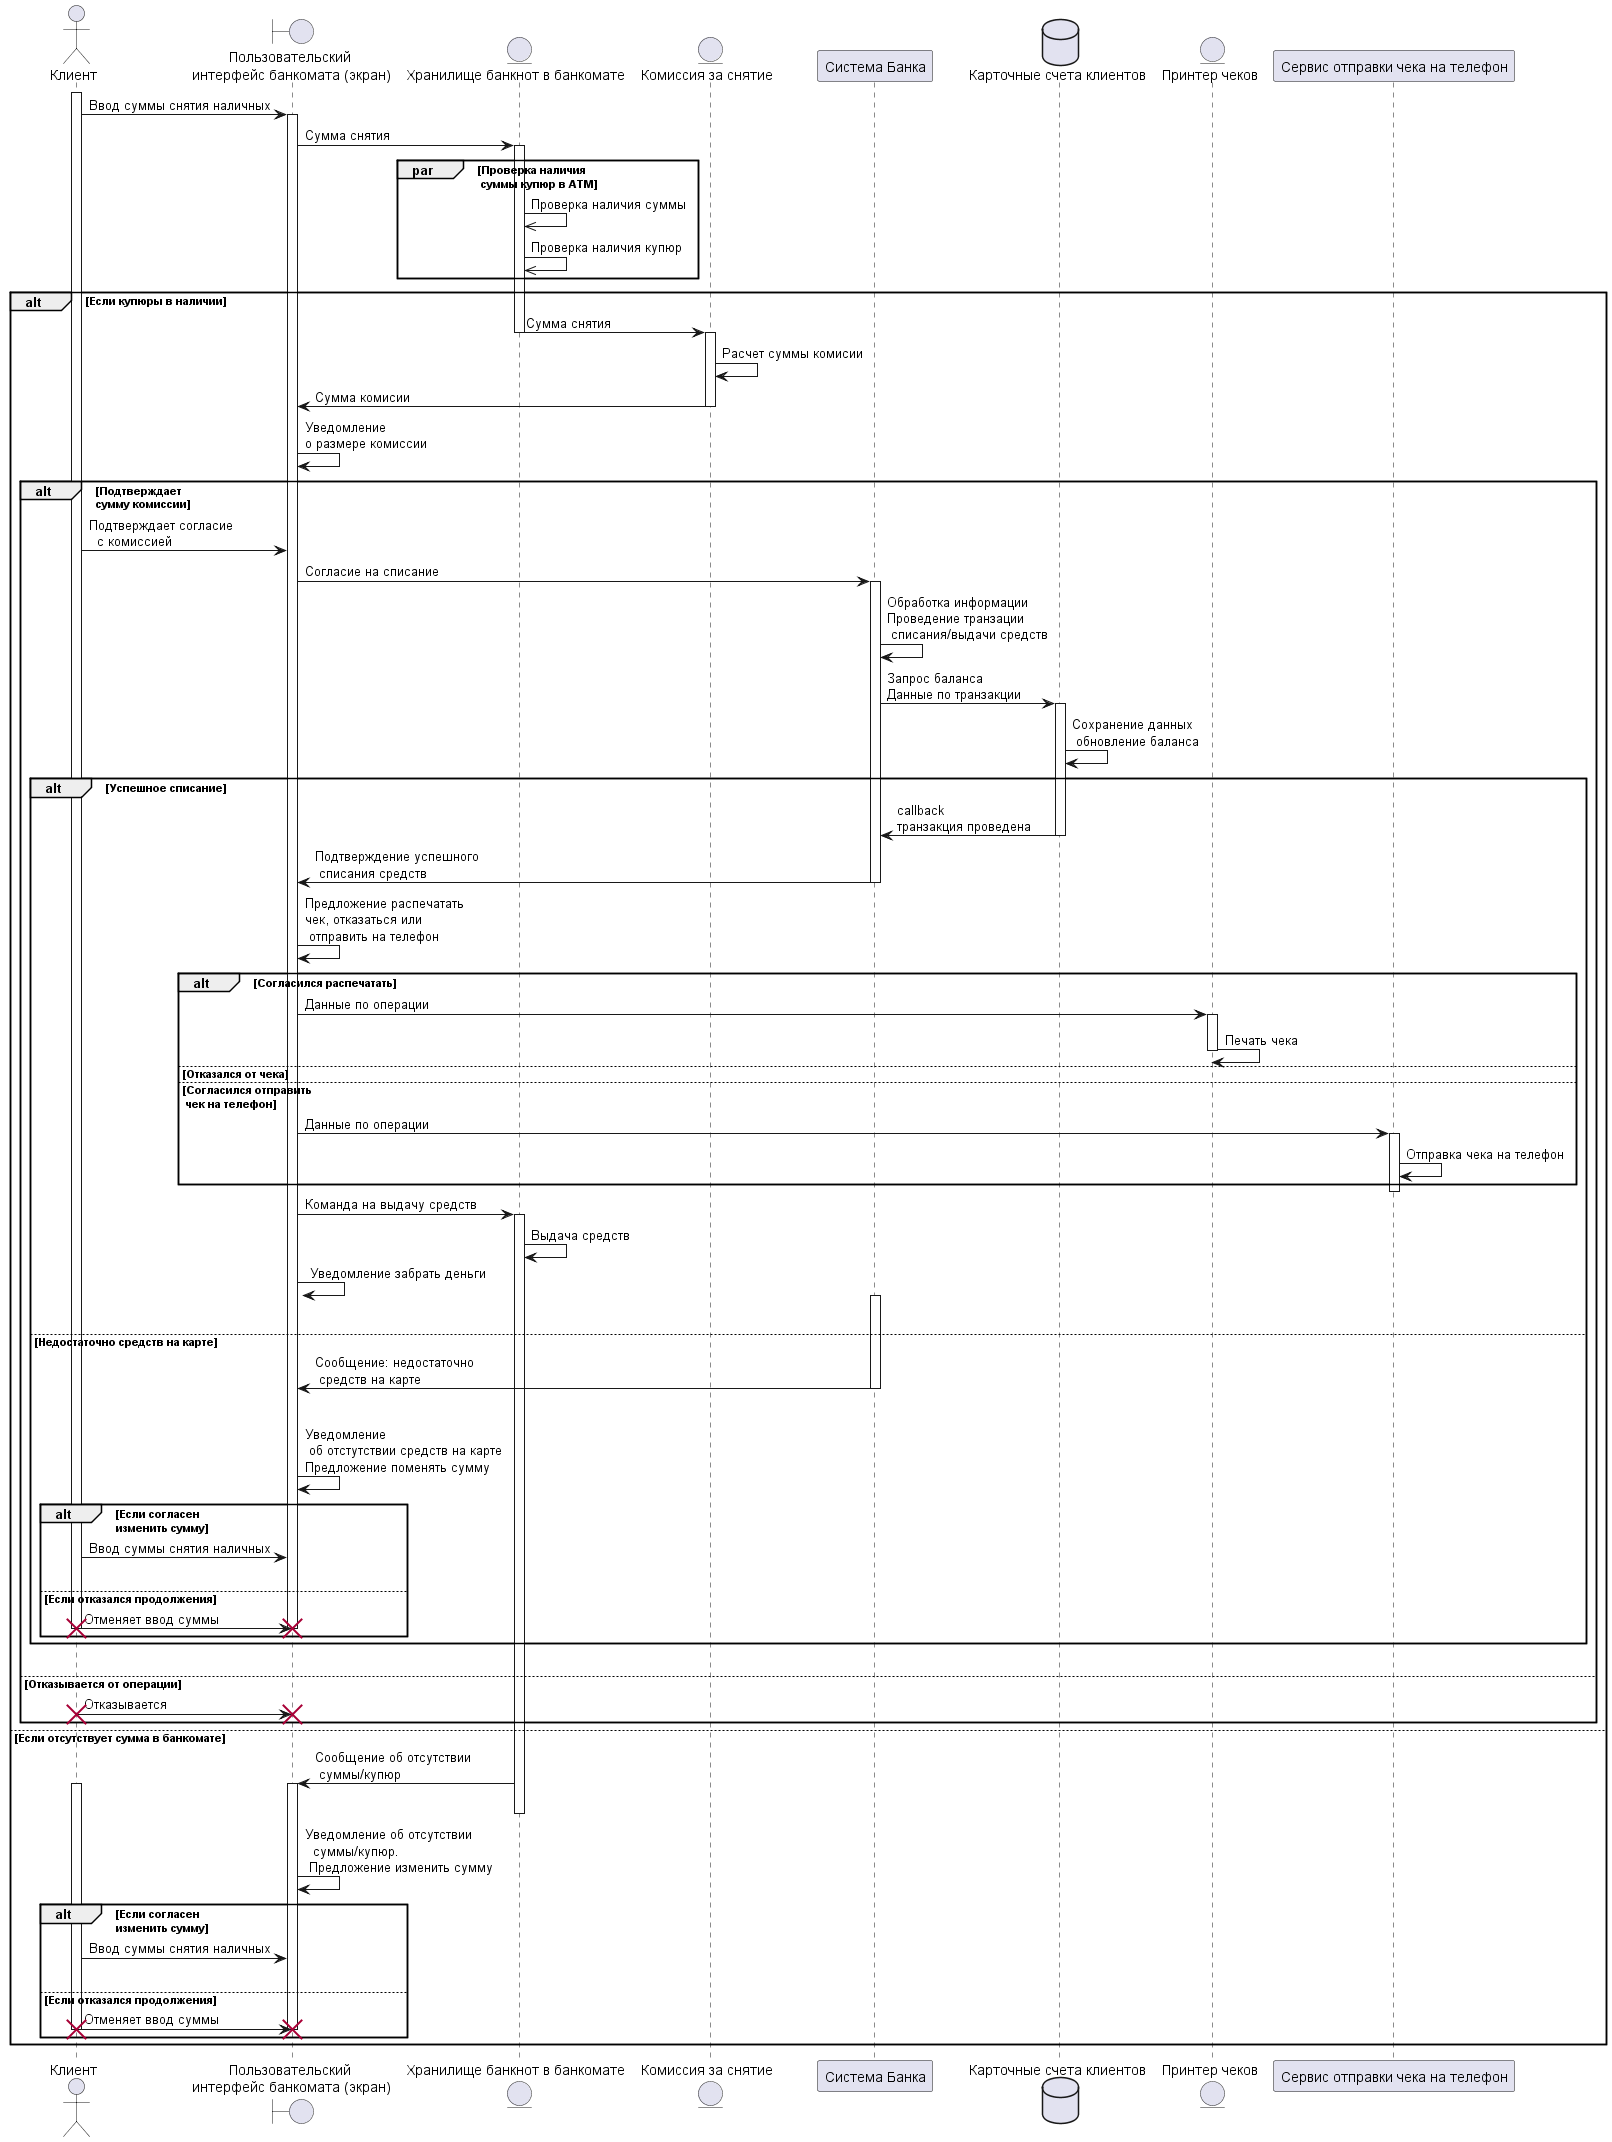 Клиент
Пользовательский
интерфейс банкомата (экран)
Хранилище банкнот в банкомате
Комиссия за снятие
Система Банка
Карточные счета клиентов
Принтер чеков
Сервис отправки чека на телефон
Ввод суммы снятия наличных
Сумма снятия
par
[Проверка наличия
суммы купюр в ATM]
Проверка наличия суммы
Проверка наличия купюр
alt
[Если купюры в наличии]
Сумма снятия
Расчет суммы комисии
Сумма комисии
Уведомление
о размере комиссии
alt
[Подтверждает
сумму комиссии]
Подтверждает согласие
с комиссией
Согласие на списание
Обработка информации
Проведение транзации
списания/выдачи средств
Запрос баланса
Данные по транзакции
Сохранение данных
обновление баланса
alt
[Успешное списание]
callback
транзакция проведена
Подтверждение успешного
списания средств
Предложение распечатать
чек, отказаться или
отправить на телефон
alt
[Согласился распечатать]
Данные по операции
Печать чека
[Отказался от чека]
[Согласился отправить
чек на телефон]
Данные по операции
Отправка чека на телефон
Команда на выдачу средств
Выдача средств
Уведомление забрать деньги
[Недостаточно средств на карте]
Сообщение: недостаточно
средств на карте
Уведомление
об отстутствии средств на карте
Предложение поменять сумму
alt
[Если согласен
изменить сумму]
Ввод суммы снятия наличных
[Если отказался продолжения]
Отменяет ввод суммы
[Отказывается от операции]
Отказывается
[Если отсутствует сумма в банкомате]
Сообщение об отсутствии
суммы/купюр
Уведомление об отсутствии
суммы/купюр.
Предложение изменить сумму
alt
[Если согласен
изменить сумму]
Ввод суммы снятия наличных
[Если отказался продолжения]
Отменяет ввод суммы
Клиент
Пользовательский
интерфейс банкомата (экран)
Хранилище банкнот в банкомате
Комиссия за снятие
Система Банка
Карточные счета клиентов
Принтер чеков
Сервис отправки чека на телефон